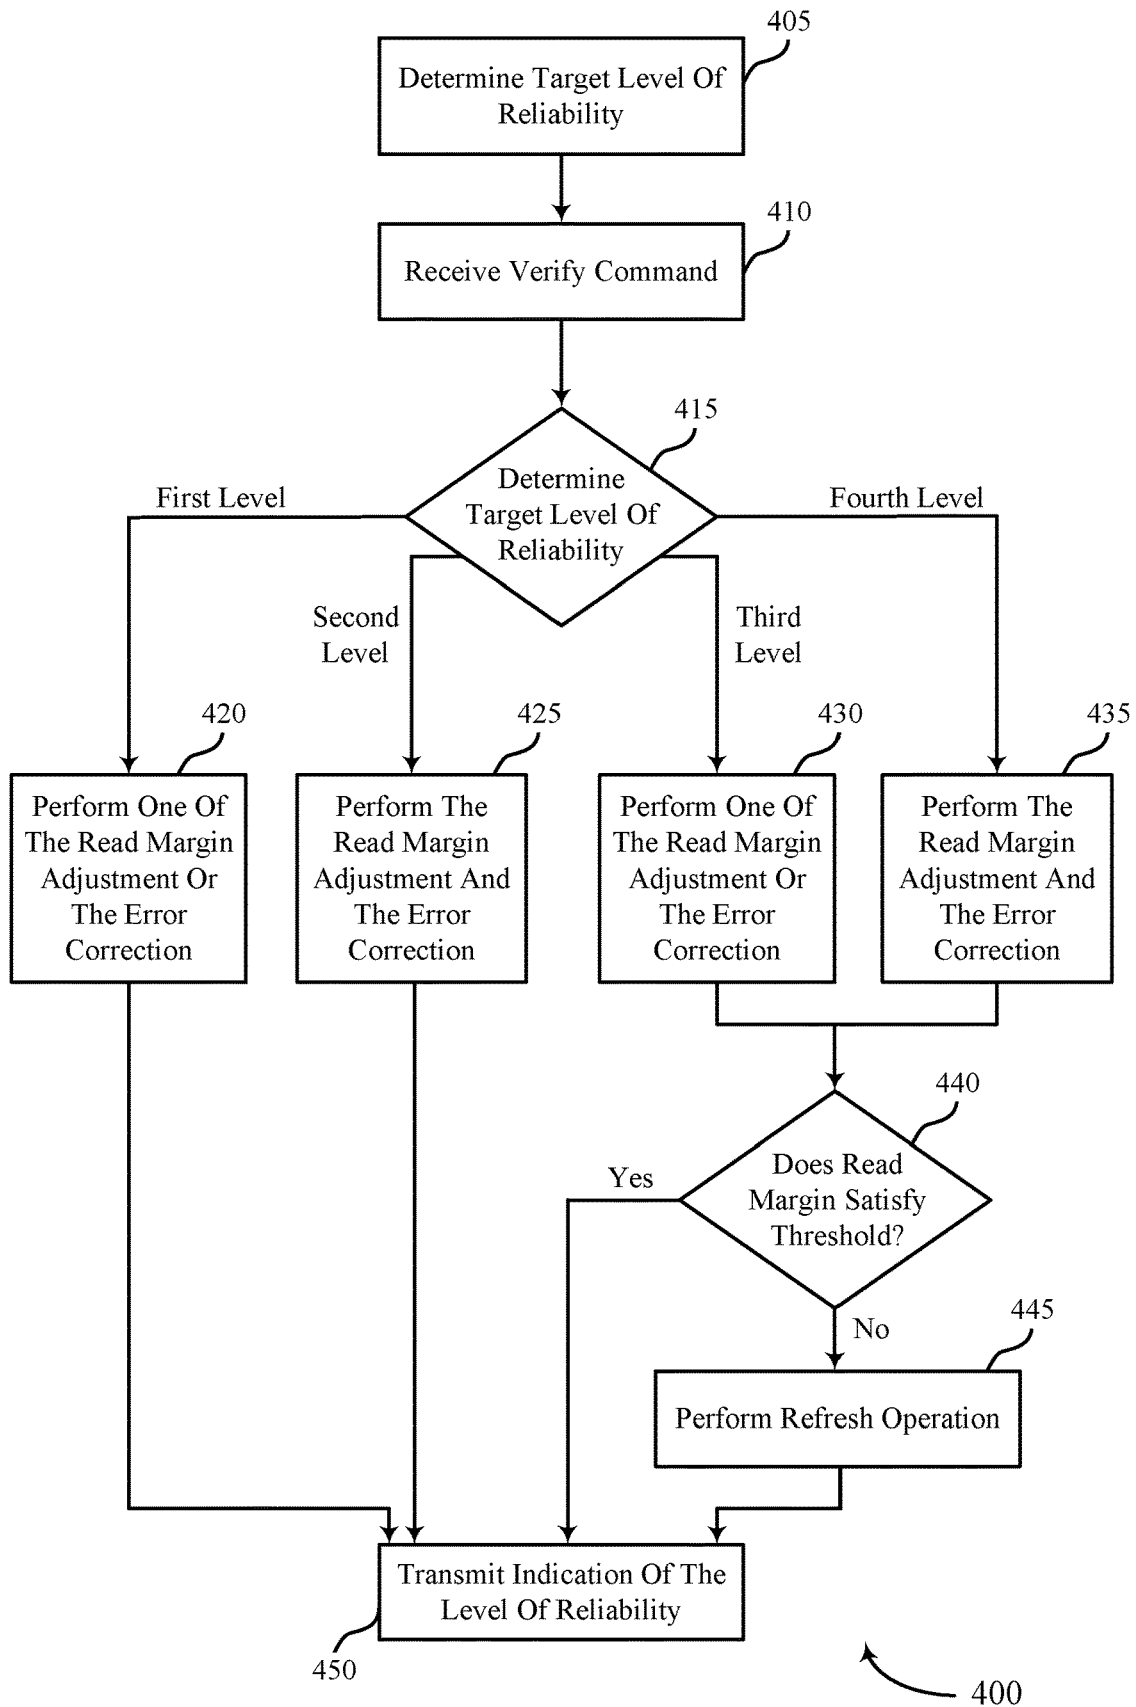 405
Determine Target Level Of
Reliability
410
Receive Verify Command
415
Determine
Target Level Of
Reliability
First Level
Fourth Level
Second
Level
Third
Level
420
425
430
435
Perform One Of
The Read Margin
Adjustment Or
The Error
Correction
Perform The
Read Margin
Adjustment And
The Error
Correction
Perform One Of
The Read Margin
Adjustment Or
The Error
Correction
Perform The
Read Margin
Adjustment And
The Error
Correction
440
Does Read
Margin Satisfy
Threshold?
Yes
No
445
Perform Refresh Operation
Transmit Indication Of The
Level Of Reliability
450
400